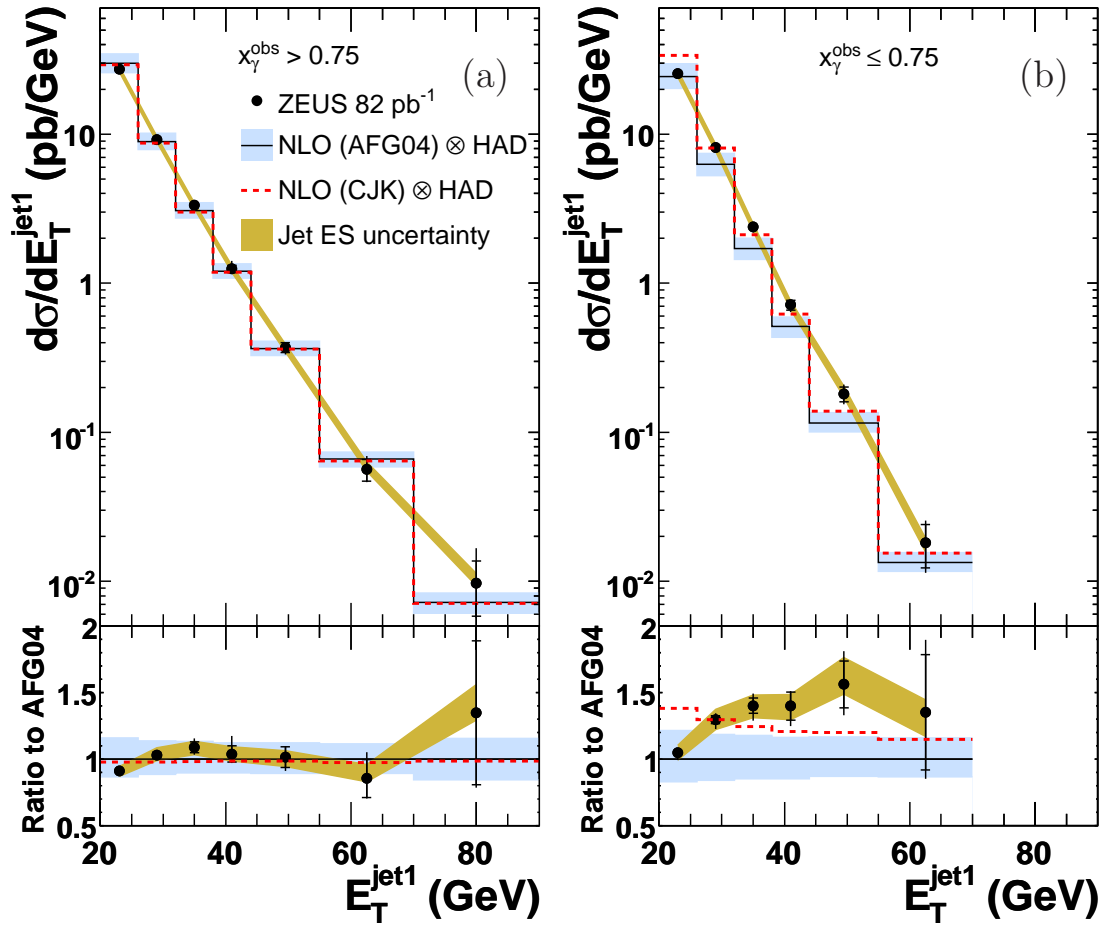 dσ/dE_T^jet1 (pb/GeV)
10
1
10^-1
10^-2
x_γ^obs > 0.75
(a)
ZEUS 82 pb^-1
NLO (AFG04) ⊗ HAD
NLO (CJK) ⊗ HAD
Jet ES uncertainty
Ratio to AFG04
2
1.5
1
0.5
20 40 60 80
E_T^jet1 (GeV)
dσ/dE_T^jet1 (pb/GeV)
10
1
10^-1
10^-2
x_γ^obs ≤ 0.75
(b)
Ratio to AFG04
2
1.5
1
0.5
20 40 60 80
E_T^jet1 (GeV)